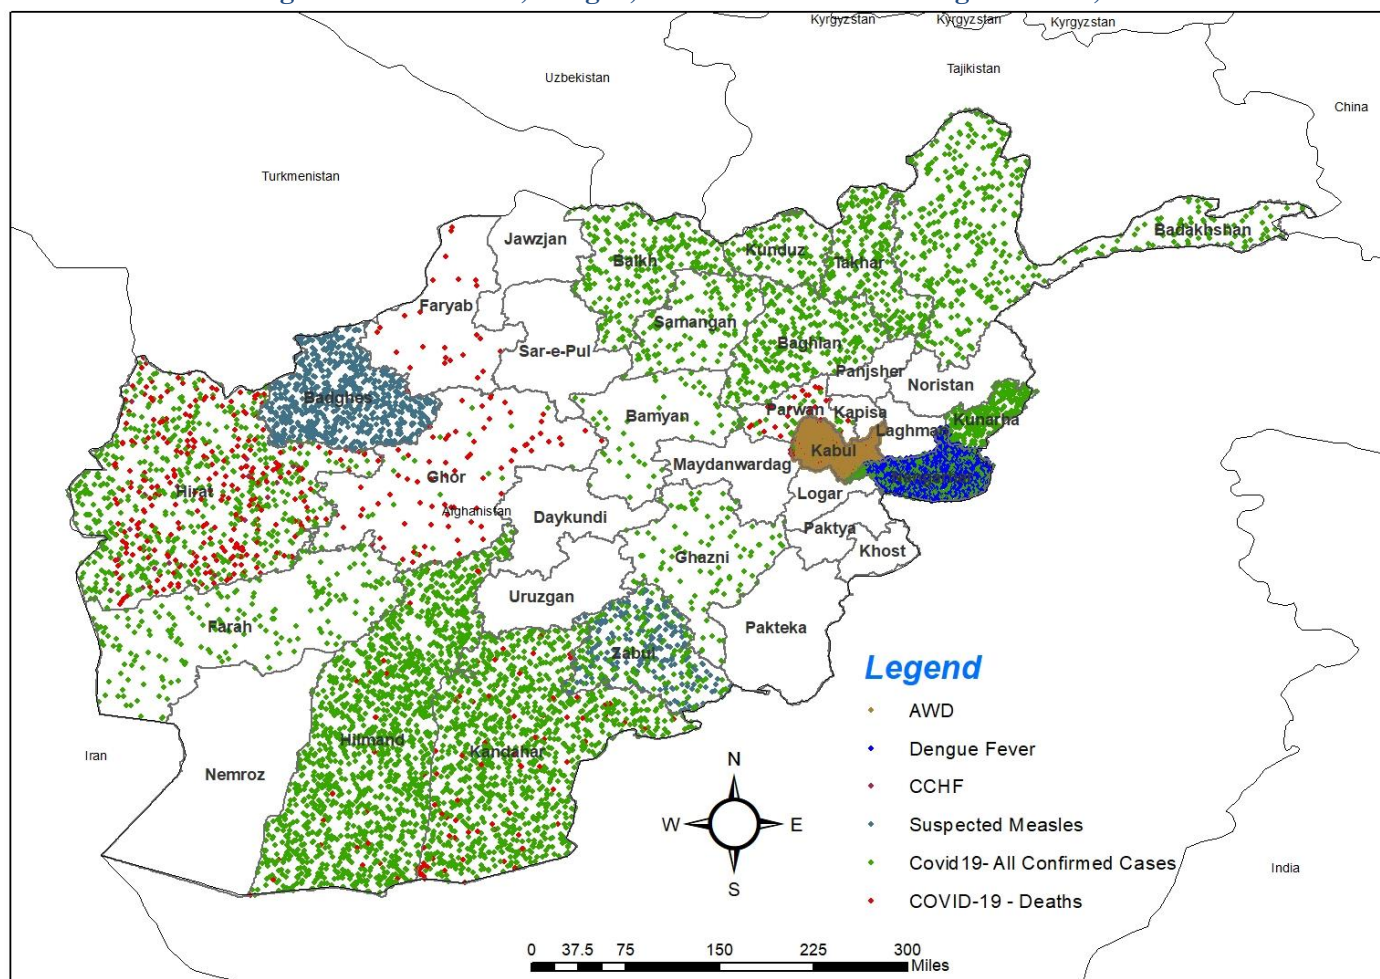 Kyrgyzstan
Kyrgyzstan
Kyrgyzstan
Uzbekistan
Tajikistan
China
Turkmenistan
Badakhshan
Jawzjan
Balkh
Kunduz
Takhar
Faryab
Samangan
Baghlan
Sar-e-Pul
Panjsher
Noristan
Badghes
Bamyan
Parwan
Kapisa
Kunarha
Laghman
Kabul
Maydanwardag
Ghor
Hirat
Logar
Afghanistan
Daykundi
Paktya
Khost
Ghazni
Uruzgan
Farah
Pakteka
Zabul
Hilmand
Kandahar
Nemroz
Iran
India
Legend
AWD
Dengue Fever
CCHF
Suspected Measles
Covid19- All Confirmed Cases
COVID-19 - Deaths
N
W
E
S
0 37.5 75 150 225 300
Miles